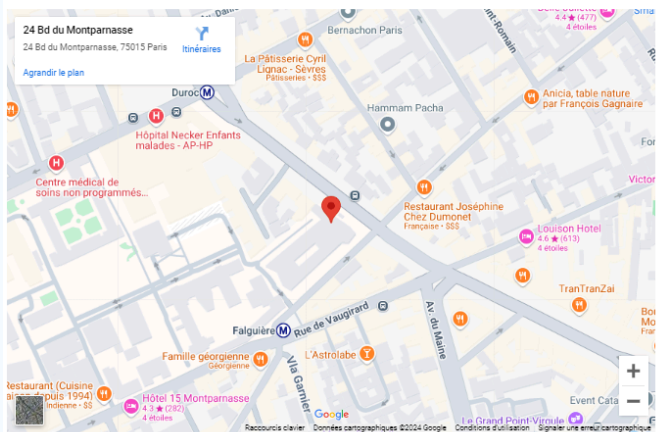 24 Bd du Montparnasse
24 Bd du Montparnasse, 75015 Paris
Itinéraires
Agrandir le plan
Bernachon Paris
4.4 ★ (477)
4 étoiles
La Pâtisserie Cyril
Lignac - Sèvres
Pâtisseries • $$$
Duroc
M
Anicia, table nature
par François Gagnaire
Hammam Pacha
H
Hôpital Necker Enfants
malades - AP-HP
H
Centre médical de
soins non programmés...
Victor
Restaurant Joséphine
Chez Dumonet
Française • $$$
Louison Hotel
4.6 ★ (613)
4 étoiles
TranTranZai
Rue de Vaugirard
Av. du Maine
Falguière
M
Famille géorgienne
Géorgienne
L'Astrolabe
Vla Garnier
Restaurant (Cuisine
depuis 1994)
Indienne • $$
Hôtel 15 Montparnasse
4.3 ★ (282)
4 étoiles
+
−
Event Cata
Le Grand Point-Virgule
Google
Raccourcis clavier
Données cartographiques ©2024 Google
Conditions d'utilisation
Signaler une erreur cartographique